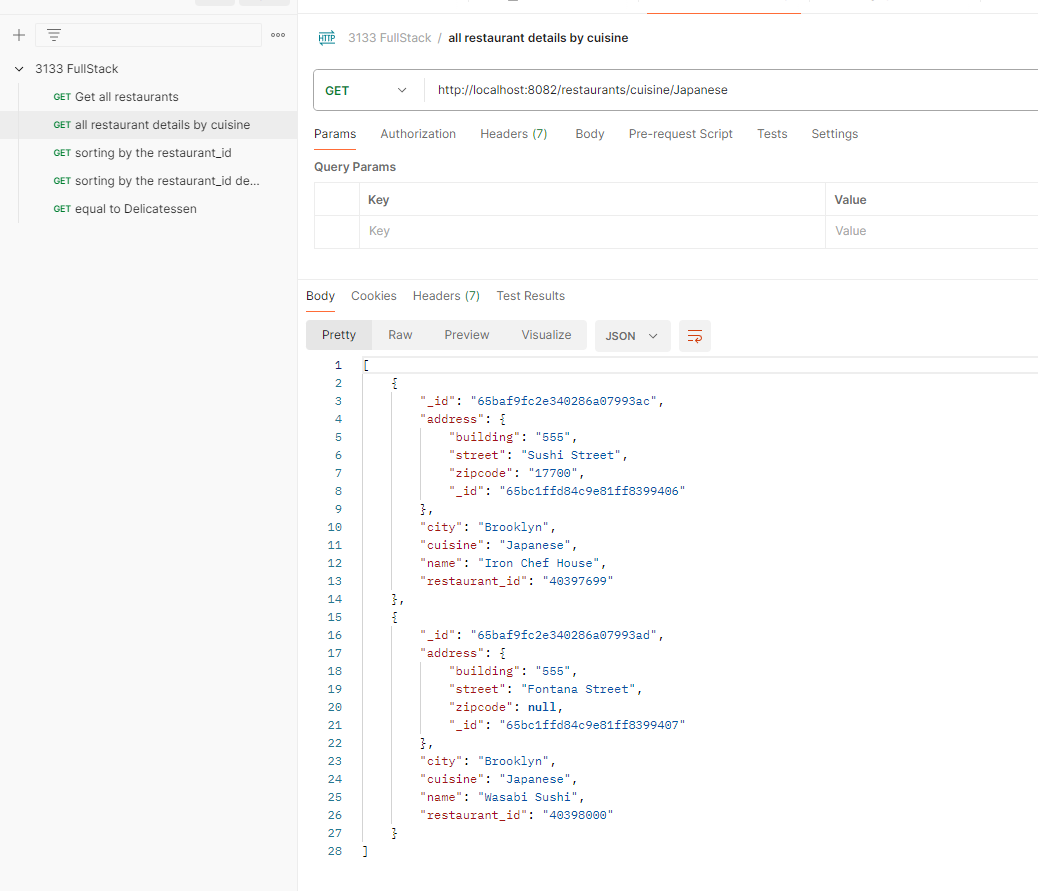 3133 FullStack
GET Get all restaurants
GET all restaurant details by cuisine
GET sorting by the restaurant_id
GET sorting by the restaurant_id de...
GET equal to Delicatessen
HTTP 3133 FullStack / all restaurant details by cuisine
GET http://localhost:8082/restaurants/cuisine/Japanese
Params Authorization Headers (7) Body Pre-request Script Tests Settings
Query Params
Key Value
Key Value
Body Cookies Headers (7) Test Results
Pretty Raw Preview Visualize JSON
1 [
2 {
3 "_id": "65baf9fc2e340286a07993ac",
4 "address": {
5 "building": "555",
6 "street": "Sushi Street",
7 "zipcode": "17700",
8 "_id": "65bc1ffd84c9e81ff8399406"
9 },
10 "city": "Brooklyn",
11 "cuisine": "Japanese",
12 "name": "Iron Chef House",
13 "restaurant_id": "40397699"
14 },
15 {
16 "_id": "65baf9fc2e340286a07993ad",
17 "address": {
18 "building": "555",
19 "street": "Fontana Street",
20 "zipcode": null,
21 "_id": "65bc1ffd84c9e81ff8399407"
22 },
23 "city": "Brooklyn",
24 "cuisine": "Japanese",
25 "name": "Wasabi Sushi",
26 "restaurant_id": "40398000"
27 }
28 ]